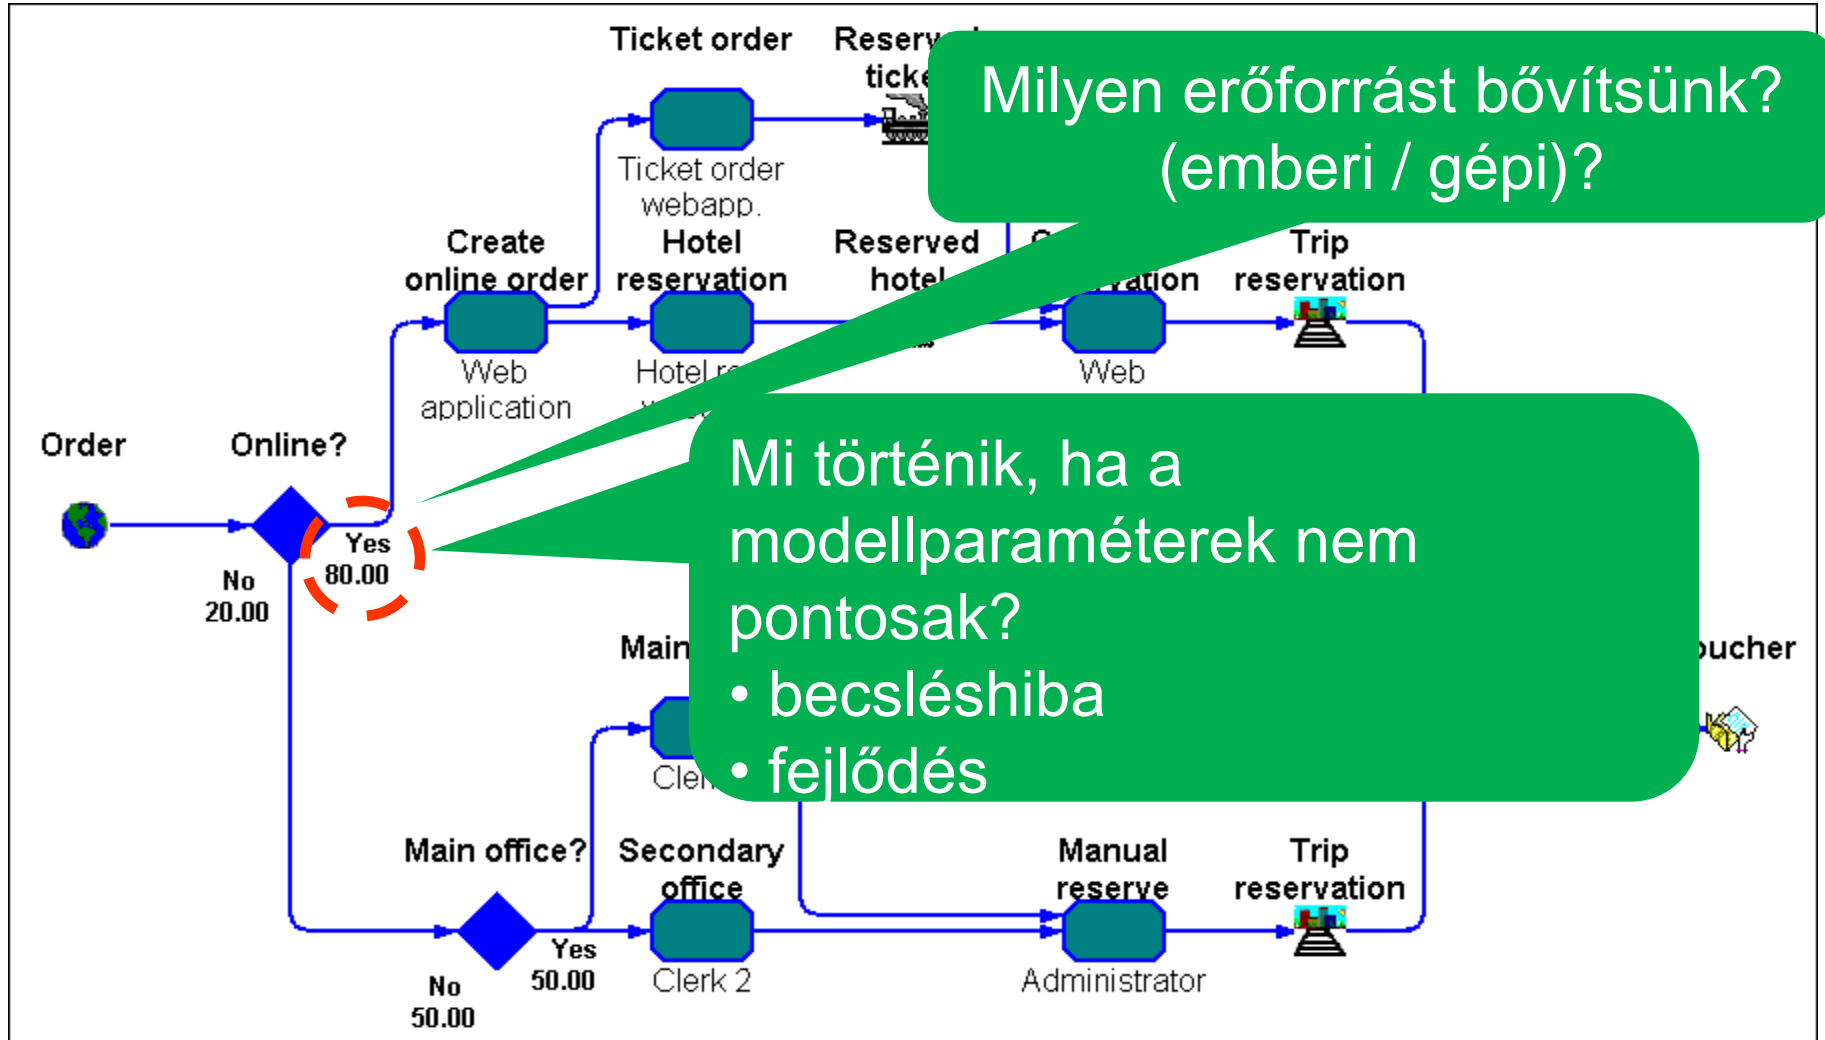 Ticket order
Milyen erőforrást bővítsünk?
(emberi / gépi)?
Ticket order
webapp.
Create
online order
Hotel
reservation
Reserved
hotel
Trip
reservation
Web
application
Hotel
Web
Order
Online?
Yes
80.00
No
20.00
Mi történik, ha a
modellparaméterek nem
pontosak?
• becsléshiba
• fejlődés
Main
Main office?
Yes
50.00
No
50.00
Secondary
office
Clerk 2
Manual
reserve
Administrator
Trip
reservation